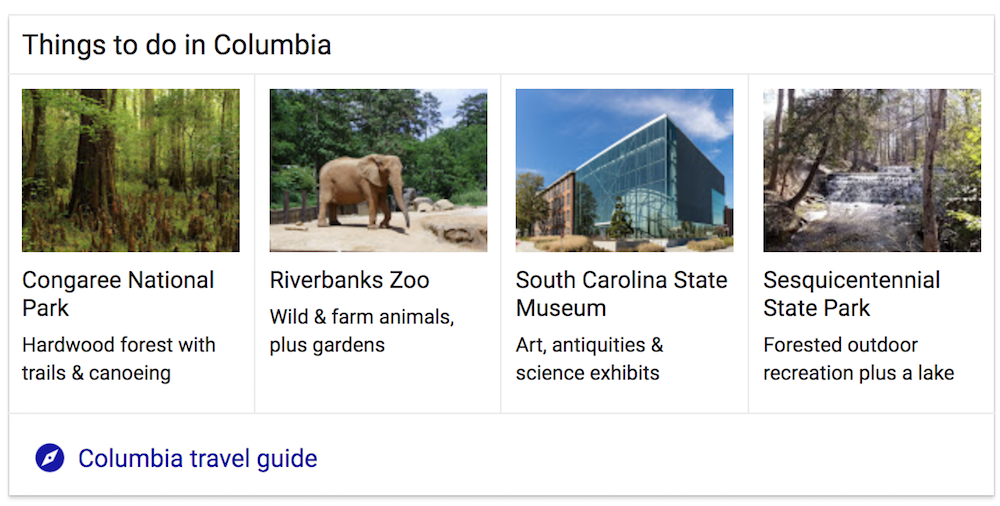 Things to do in Columbia
Congaree National
Park
Hardwood forest with
trails & canoeing
Riverbanks Zoo
Wild & farm animals,
plus gardens
South Carolina State
Museum
Art, antiquities &
science exhibits
Sesquicentennial
State Park
Forested outdoor
recreation plus a lake
Columbia travel guide